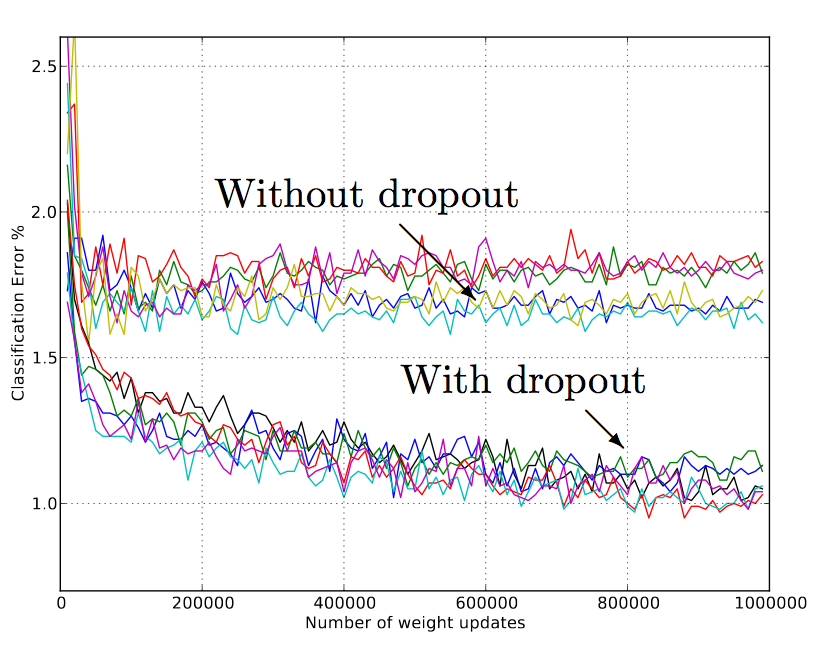 2.5
Without dropout
2.0
Classification Error %
1.5
With dropout
1.0
0 200000 400000 600000 800000 1000000
Number of weight updates